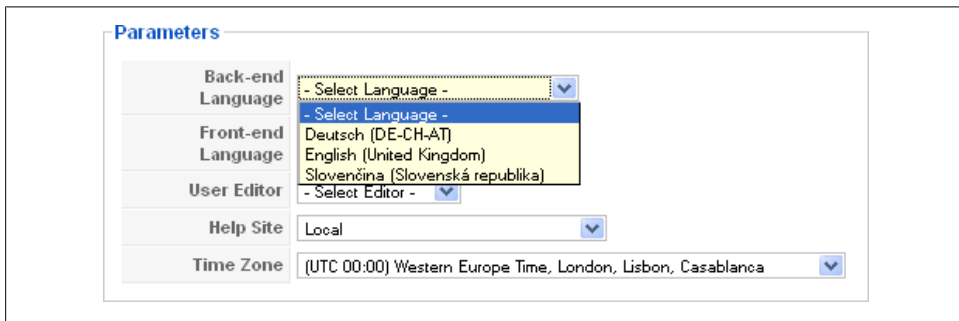 Parameters
Back-end
Language
- Select Language -
- Select Language -
Deutsch (DE-CH-AT)
English (United Kingdom)
Slovenčina (Slovenská republika)
Front-end
Language
User Editor
- Select Editor -
Help Site
Local
Time Zone
(UTC 00:00) Western Europe Time, London, Lisbon, Casablanca